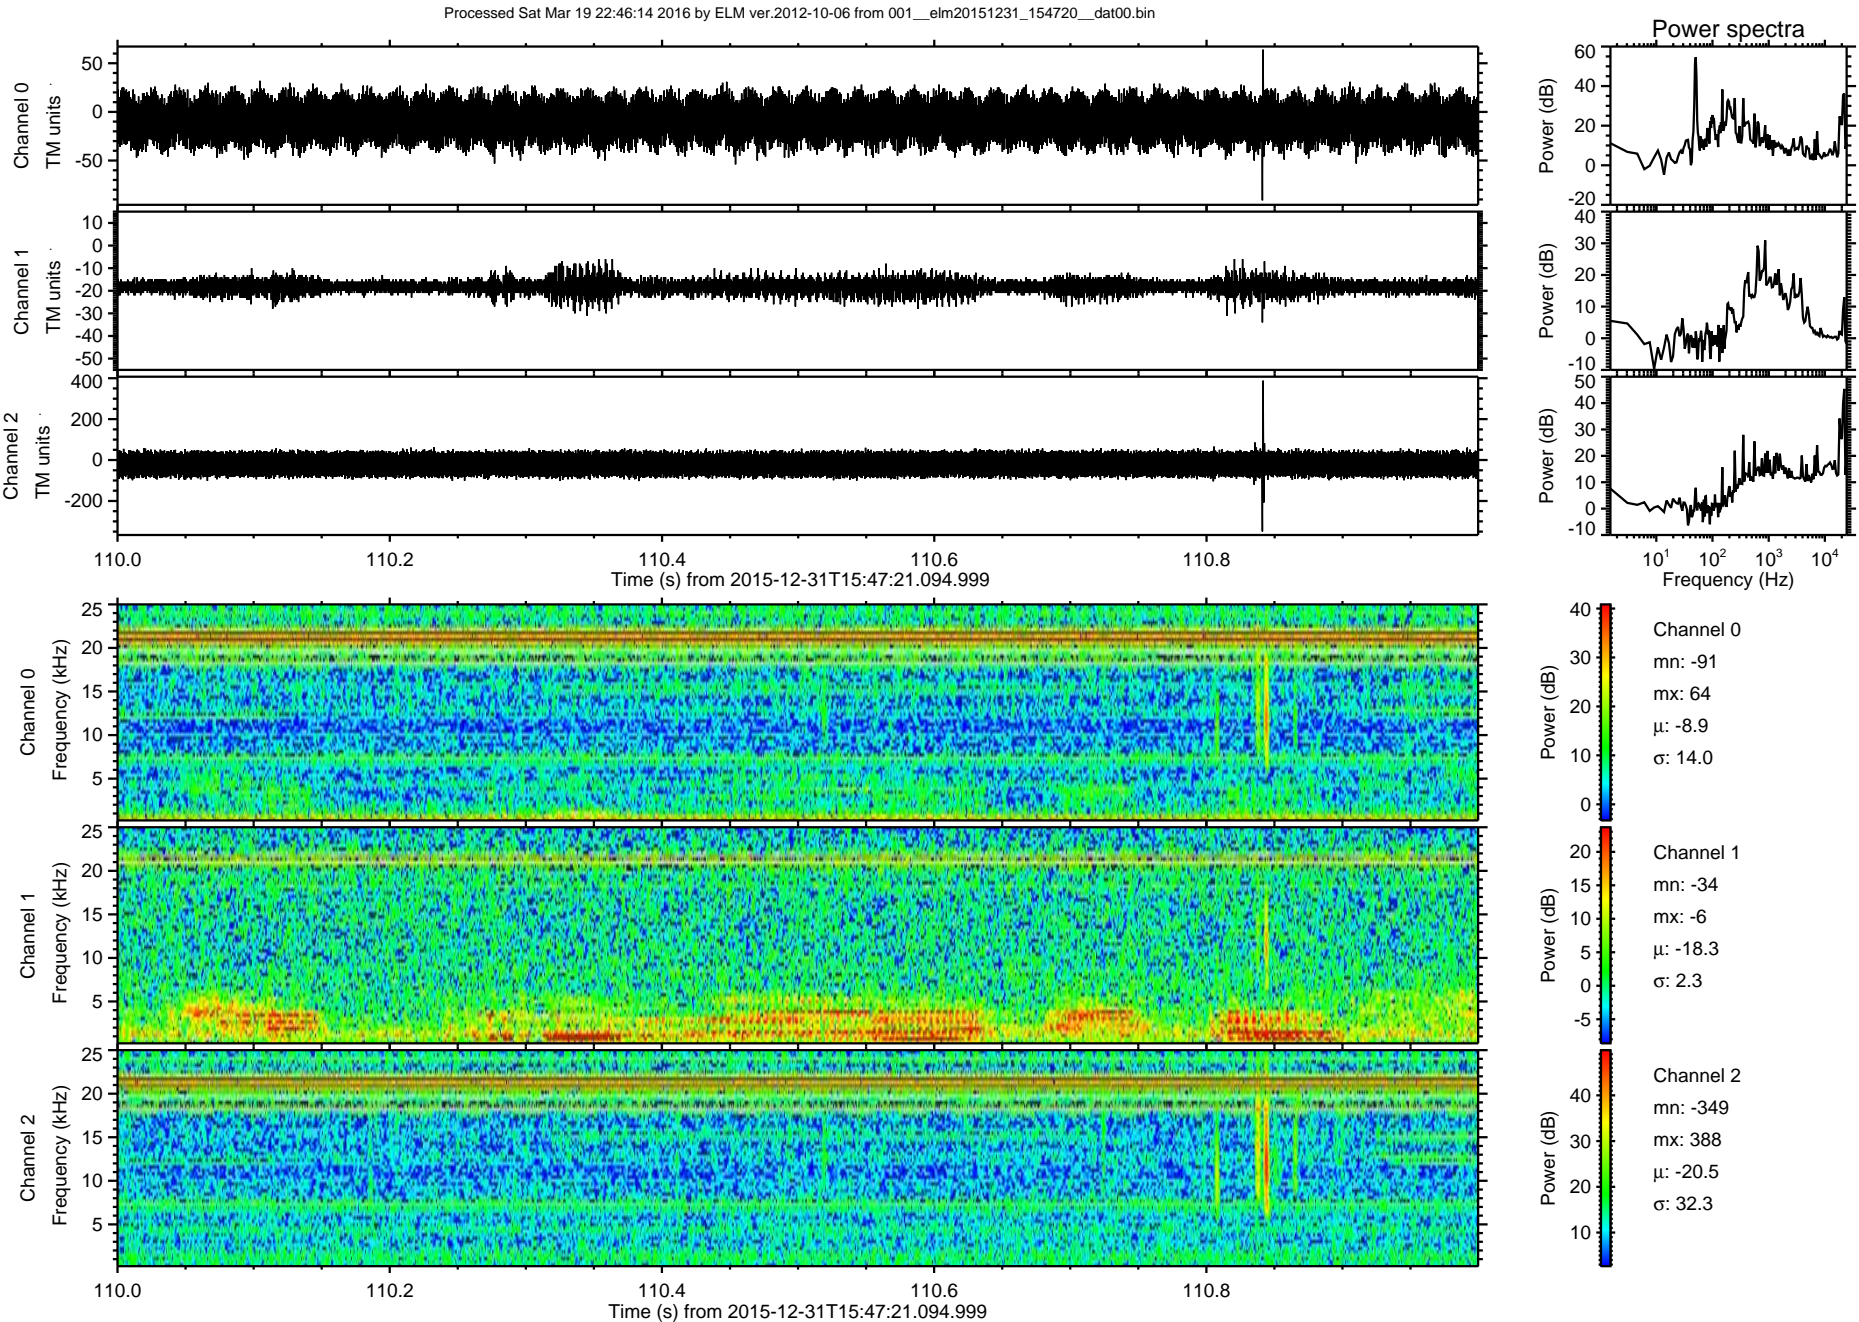 Processed Sat Mar 19 22:46:14 2016 by ELM ver.2012-10-06 from 001__elm20151231_154720__dat00.bin
Power spectra
Channel 0
TM units
50
0
-50
Power (dB)
60
40
20
0
-20
Channel 1
TM units
10
0
-10
-20
-30
-40
-50
Power (dB)
40
30
20
10
0
-10
Channel 2
TM units
400
200
0
-200
Power (dB)
50
40
30
20
10
0
-10
110.0 110.2 110.4 110.6 110.8
Time (s) from 2015-12-31T15:47:21.094.999
10^1 10^2 10^3 10^4
Frequency (Hz)
Channel 0
Frequency (kHz)
25
20
15
10
5
Power (dB)
40
30
20
10
0
Channel 0
mn: -91
mx: 64
μ: -8.9
σ: 14.0
Channel 1
Frequency (kHz)
25
20
15
10
5
Power (dB)
20
15
10
5
0
-5
Channel 1
mn: -34
mx: -6
μ: -18.3
σ: 2.3
Channel 2
Frequency (kHz)
25
20
15
10
5
Power (dB)
40
30
20
10
Channel 2
mn: -349
mx: 388
μ: -20.5
σ: 32.3
110.0 110.2 110.4 110.6 110.8
Time (s) from 2015-12-31T15:47:21.094.999